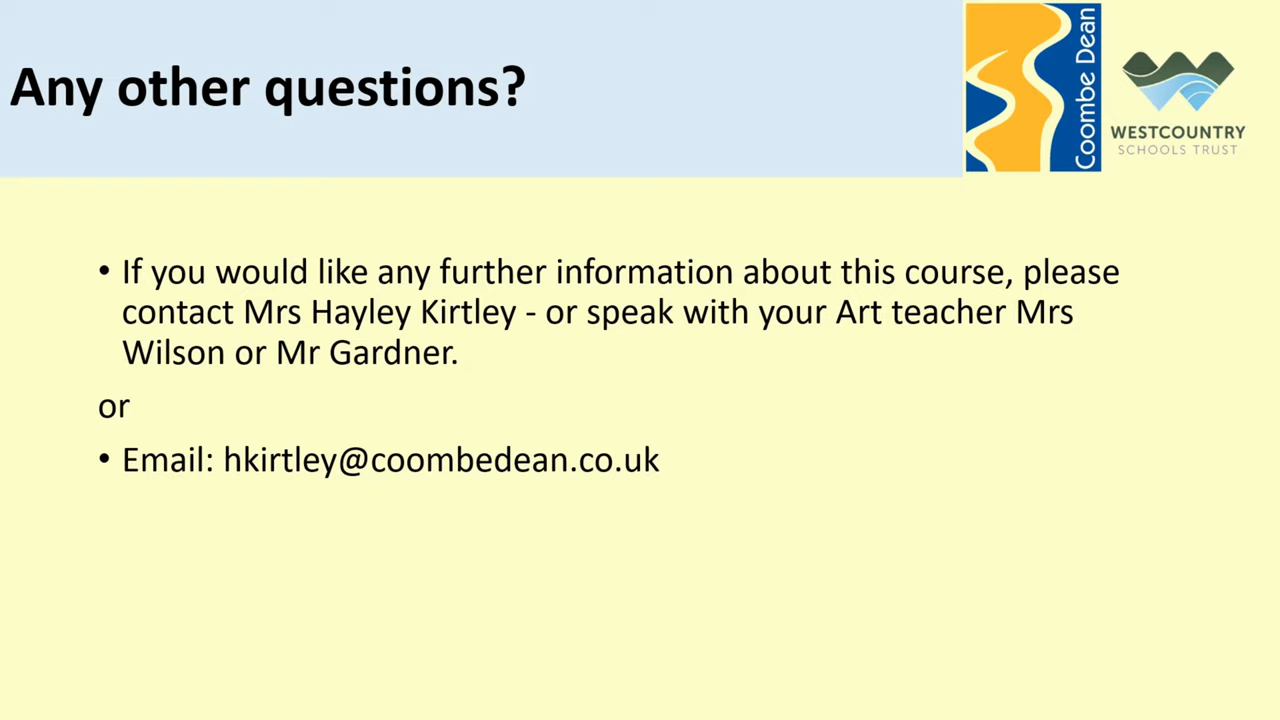 Any other questions?
Coombe Dean
WESTCOUNTRY
SCHOOLS TRUST
• If you would like any further information about this course, please
contact Mrs Hayley Kirtley - or speak with your Art teacher Mrs
Wilson or Mr Gardner.
or
• Email: hkirtley@coombedean.co.uk